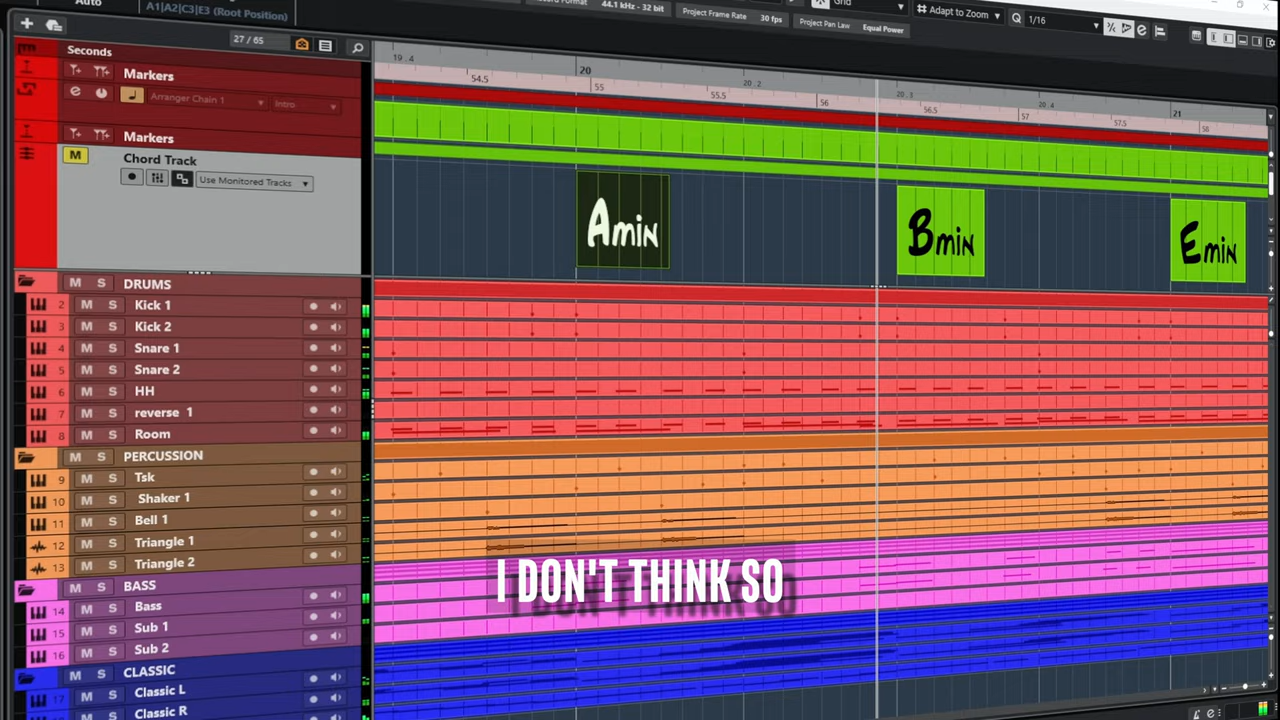 Auto
A1|A2|C3|E3 (Root Position)
44.1 kHz - 32 bit
Project Frame Rate 30 fps
Project Pan Law Equal Power
Grid
Adapt to Zoom
Q 1/16
27 / 65
Seconds
Markers
Arranger Chain 1
Intro
Markers
M Chord Track
Use Monitored Tracks
19.4 20 20.2 20.3 20.4 21
54.5 55 55.5 56 56.5 57 57.5 58
Amin
Bmin
Emin
M S DRUMS
2 M S Kick 1
3 M S Kick 2
4 M S Snare 1
5 M S Snare 2
6 M S HH
7 M S reverse 1
8 M S Room
M S PERCUSSION
9 M S Tsk
10 M S Shaker 1
11 M S Bell 1
12 M S Triangle 1
13 M S Triangle 2
M S BASS
14 M S Bass
15 M S Sub 1
16 M S Sub 2
M S CLASSIC
17 M S Classic L
M S Classic R
I DON'T THINK SO